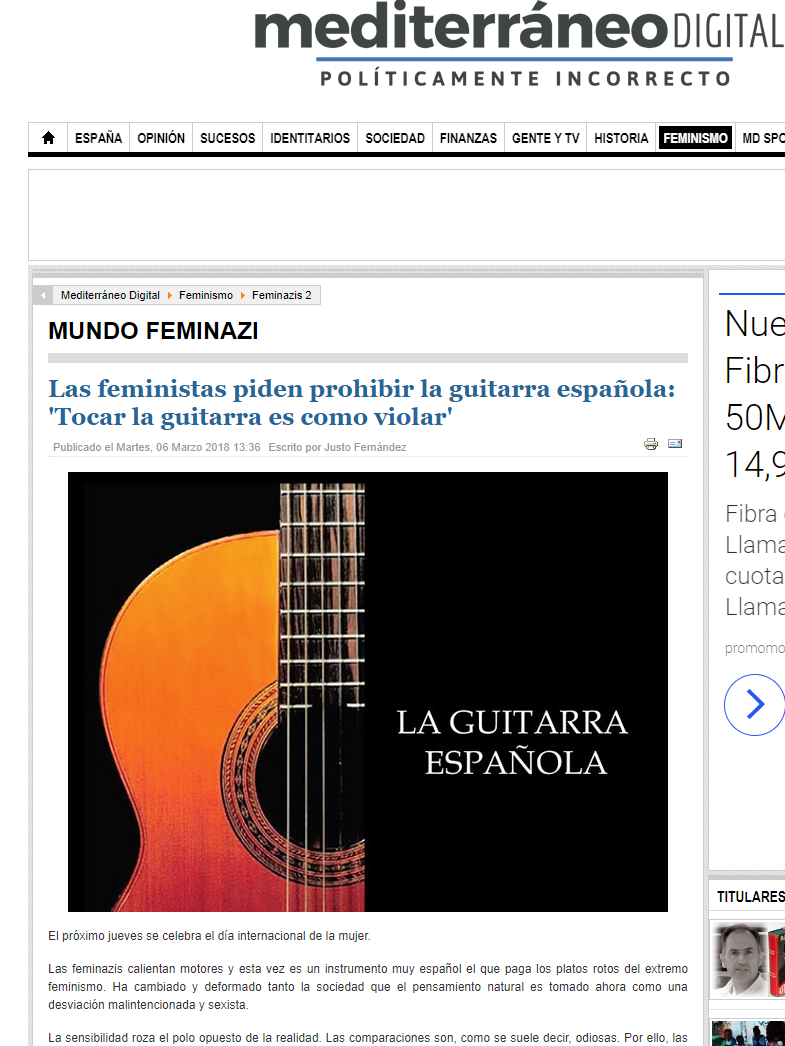 mediterráneo DIGITAL
POLÍTICAMENTE INCORRECTO
ESPAÑA OPINIÓN SUCESOS IDENTITARIOS SOCIEDAD FINANZAS GENTE Y TV HISTORIA FEMINISMO MD SPO
Mediterráneo Digital Feminismo Feminazis 2
MUNDO FEMINAZI
Las feministas piden prohibir la guitarra española:
'Tocar la guitarra es como violar'
Publicado el Martes, 06 Marzo 2018 13:36 Escrito por Justo Fernández
LA GUITARRA
ESPAÑOLA
El próximo jueves se celebra el día internacional de la mujer.
Las feminazis calientan motores y esta vez es un instrumento muy español el que paga los platos rotos del extremo
feminismo. Ha cambiado y deformado tanto la sociedad que el pensamiento natural es tomado ahora como una
desviación malintencionada y sexista.
La sensibilidad roza el polo opuesto de la realidad. Las comparaciones son, como se suele decir, odiosas. Por ello, las
Nue
Fibr
50M
14,9
Fibra
Llama
cuota
Llama
promomo
TITULARES